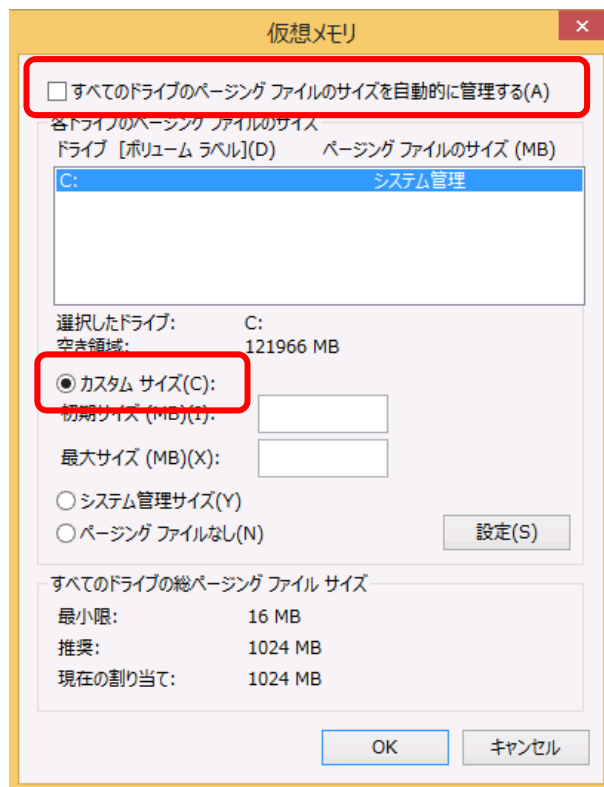 仮想メモリ
すべてのドライブのページング ファイルのサイズを自動的に管理する(A)
各ドライブのページング ファイルのサイズ
ドライブ [ボリューム ラベル](D) ページング ファイルのサイズ (MB)
C: システム管理
選択したドライブ: C:
空き領域: 121966 MB
カスタム サイズ(C):
初期サイズ (MB)(I):
最大サイズ (MB)(X):
システム管理サイズ(Y)
ページング ファイルなし(N) 設定(S)
すべてのドライブの総ページング ファイル サイズ
最小限: 16 MB
推奨: 1024 MB
現在の割り当て: 1024 MB
OK キャンセル